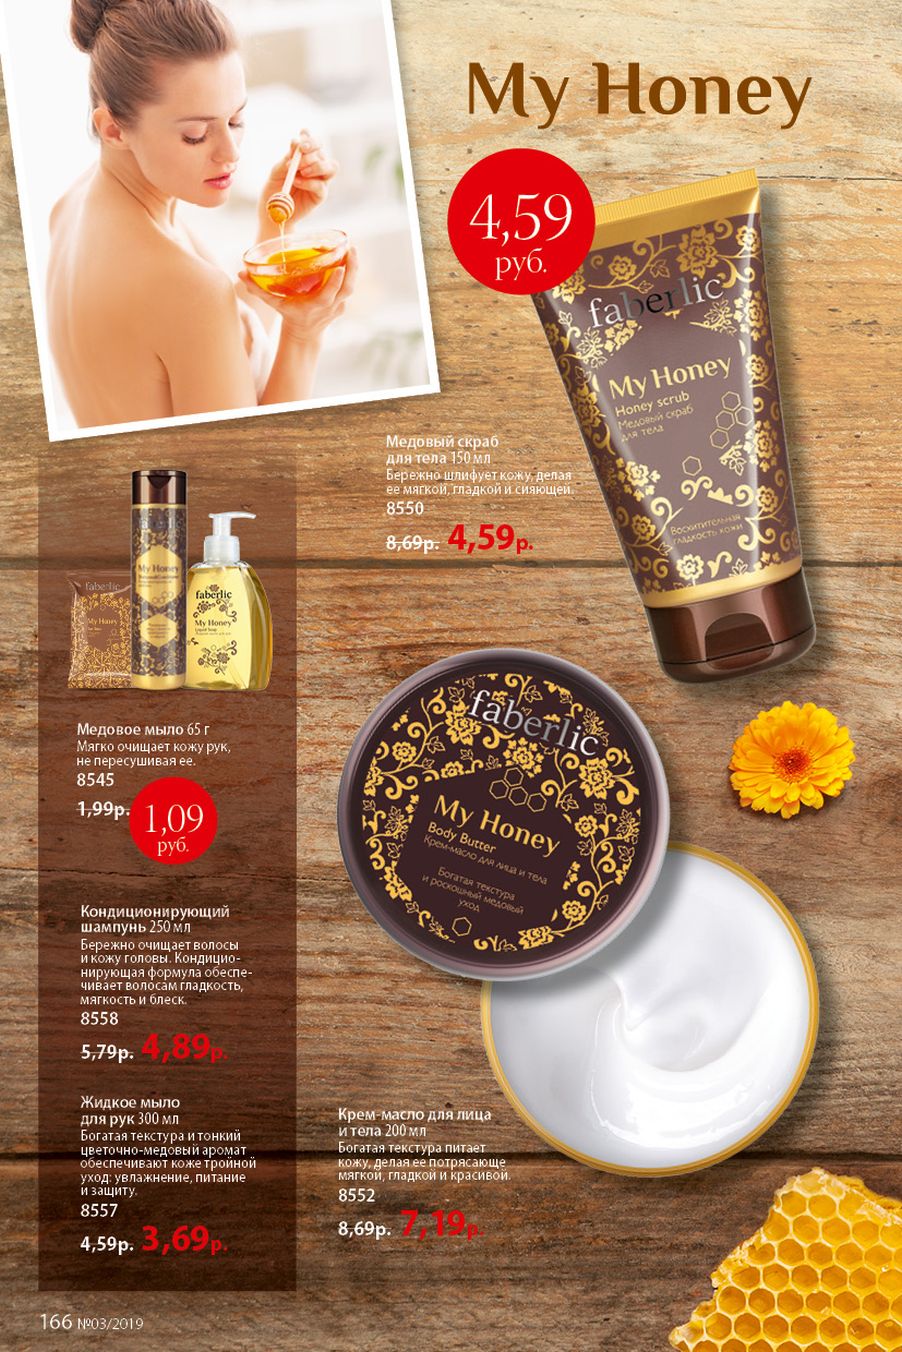 My Honey
4,59
руб.
faberlic
My Honey
Honey scrub
Медовый скраб
для тела
Восхитительная
гладкость кожи
Медовый скраб
для тела 150 мл
Бережно шлифует кожу, делая
ее мягкой, гладкой и сияющей.
8550
8,69р. 4,59р.
faberlic
My Honey
faberlic
My Honey
faberlic
My Honey
Liquid Soap
Медовое мыло 65 г
Мягко очищает кожу рук,
не пересушивая ее.
8545
1,99р.
1,09
руб.
faberlic
My Honey
Body Butter
Крем-масло для лица и тела
Богатая текстура
и роскошный медовый
уход
Кондиционирующий
шампунь 250 мл
Бережно очищает волосы
и кожу головы. Кондицио-
нирующая формула обеспе-
чивает волосам гладкость,
мягкость и блеск.
8558
5,79р. 4,89р.
Жидкое мыло
для рук 300 мл
Богатая текстура и тонкий
цветочно-медовый аромат
обеспечивают коже тройной
уход: увлажнение, питание
и защиту.
8557
4,59р. 3,69р.
Крем-масло для лица
и тела 200 мл
Богатая текстура питает
кожу, делая ее потрясающе
мягкой, гладкой и красивой.
8552
8,69р. 7,19р.
166 №03/2019